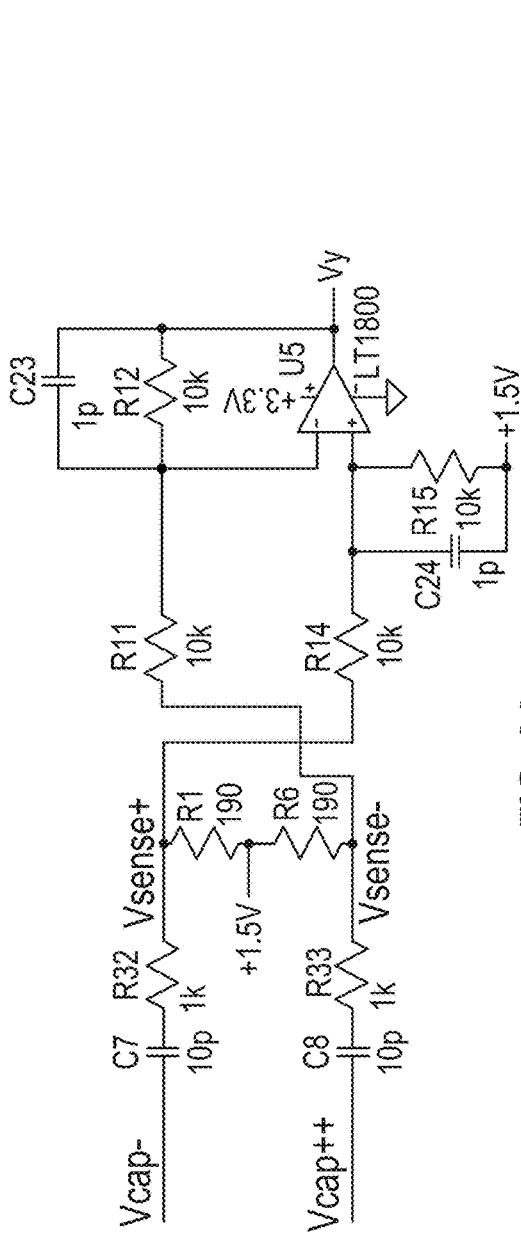 Vcap-
C7
10p
R32
1k
Vsense+
R1
190
+1.5V
R6
190
Vcap++
C8
10p
R33
1k
Vsense-
R11
10k
R14
10k
C23
1p
R12
10k
+3.3V
U5
-
+
+
-
LT1800
Vy
R15
10k
C24
1p
+1.5V